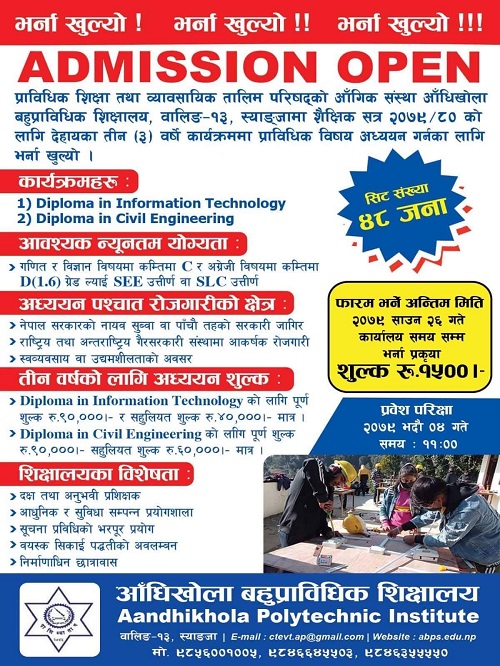 भर्ना खुल्यो ! भर्ना खुल्यो !! भर्ना खुल्यो !!!
ADMISSION OPEN
प्राविधिक शिक्षा तथा व्यावसायिक तालिम परिषद्को आँगिक संस्था आँधिखोला
बहुप्राविधिक शिक्षालय, वालिङ-१३, स्याङ्जामा शैक्षिक सत्र २०७९/८० को
लागि देहायका तीन (३) वर्षे कार्यक्रममा प्राविधिक विषय अध्ययन गर्नका लागि
भर्ना खुल्यो ।
कार्यक्रमहरु :
1) Diploma in Information Technology
2) Diploma in Civil Engineering
सिट संख्या
४८ जना
आवश्यक न्यूनतम योग्यता :
गणित र विज्ञान विषयमा कम्तिमा C र अंग्रेजी विषयमा कम्तिमा
D(1.6) ग्रेड ल्याई SEE उत्तीर्ण वा SLC उत्तीर्ण
अध्ययन पश्चात रोजगारीको क्षेत्र :
नेपाल सरकारको नायव सुब्बा वा पाँचौ तहको सरकारी जागिर
राष्ट्रिय तथा अन्तराष्ट्रिय गैरसरकारी संस्थामा आकर्षक रोजगारी
स्वव्यवसाय वा उद्यमशीलताको अवसर
फारम भर्ने अन्तिम मिति
२०७९ साउन २६ गते
कार्यालय समय सम्म
भर्ना प्रकृया
शुल्क रु.१५००।-
तीन वर्षको लागि अध्ययन शुल्क :
Diploma in Information Technology को लागि पूर्ण
शुल्क रु.९०,०००।- र सहुलियत शुल्क रु.४०,०००।- मात्र ।
Diploma in Civil Engineering को लागि पूर्ण शुल्क
रु.९०,०००।- सहुलियत शुल्क रु.६०,०००।- मात्र ।
प्रवेश परिक्षा
२०७९ भदौ ०४ गते
समय : ११:००
शिक्षालयका विशेषता :
दक्ष तथा अनुभवी प्रशिक्षक
आधुनिक र सुविधा सम्पन्न प्रयोगशाला
सूचना प्रविधिको भरपूर प्रयोग
वयस्क सिकाई पद्धतीको अवलम्बन
निर्माणाधिन छात्रावास
आँधीखोला बहुप्राविधिक शिक्षालय
Aandhikhola Polytechnic Institute
वालिङ-१३, स्याङजा | E-mail : ctevt.ap@gmail.com | Website : abps.edu.np
मो. ९८५६००१००५, ९८४६६४५५०३, ९८४६३५५५५०